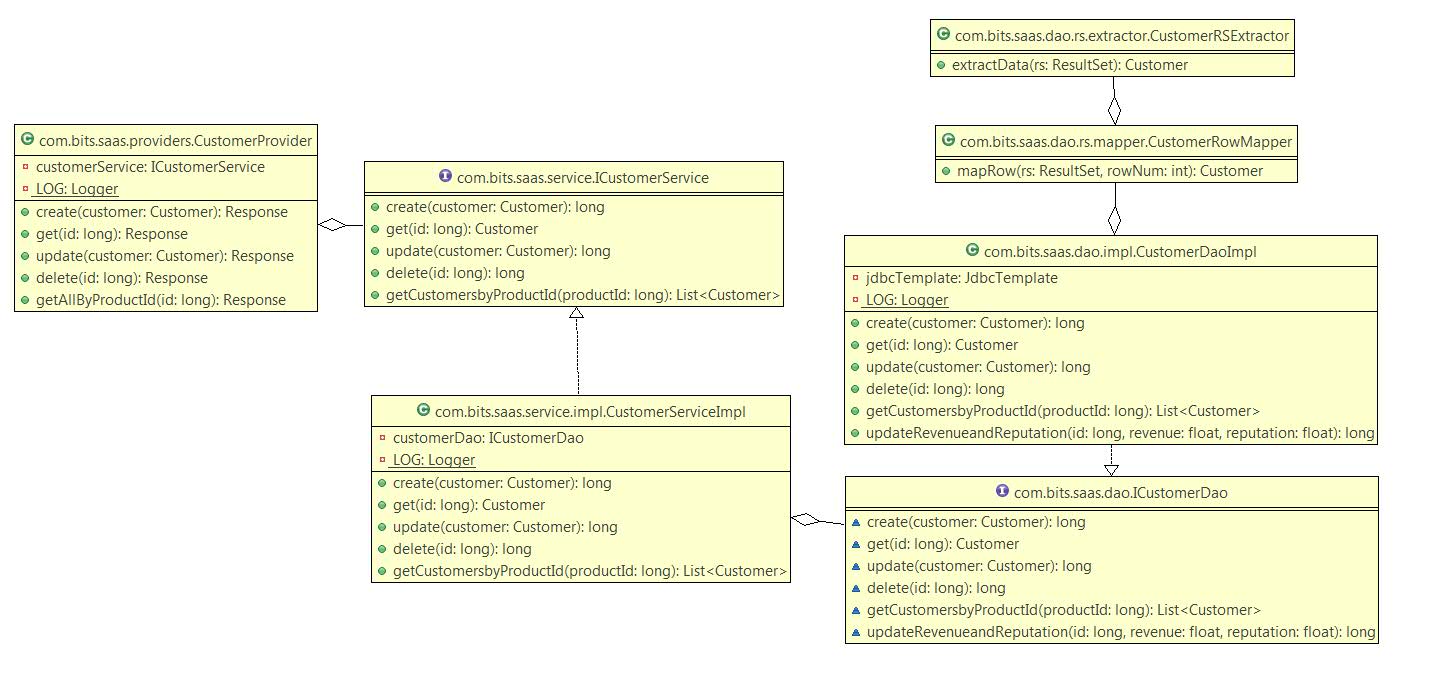 com.bits.saas.dao.rs.extractor.CustomerRSExtractor
extractData(rs: ResultSet): Customer
com.bits.saas.providers.CustomerProvider
customerService: ICustomerService
LOG: Logger
create(customer: Customer): Response
get(id: long): Response
update(customer: Customer): Response
delete(id: long): Response
getAllByProductId(id: long): Response
com.bits.saas.service.ICustomerService
create(customer: Customer): long
get(id: long): Customer
update(customer: Customer): long
delete(id: long): long
getCustomersbyProductId(productId: long): List<Customer>
com.bits.saas.dao.rs.mapper.CustomerRowMapper
mapRow(rs: ResultSet, rowNum: int): Customer
com.bits.saas.dao.impl.CustomerDaoImpl
jdbcTemplate: JdbcTemplate
LOG: Logger
create(customer: Customer): long
get(id: long): Customer
update(customer: Customer): long
delete(id: long): long
getCustomersbyProductId(productId: long): List<Customer>
updateRevenueandReputation(id: long, revenue: float, reputation: float): long
com.bits.saas.service.impl.CustomerServiceImpl
customerDao: ICustomerDao
LOG: Logger
create(customer: Customer): long
get(id: long): Customer
update(customer: Customer): long
delete(id: long): long
getCustomersbyProductId(productId: long): List<Customer>
com.bits.saas.dao.ICustomerDao
create(customer: Customer): long
get(id: long): Customer
update(customer: Customer): long
delete(id: long): long
getCustomersbyProductId(productId: long): List<Customer>
updateRevenueandReputation(id: long, revenue: float, reputation: float): long